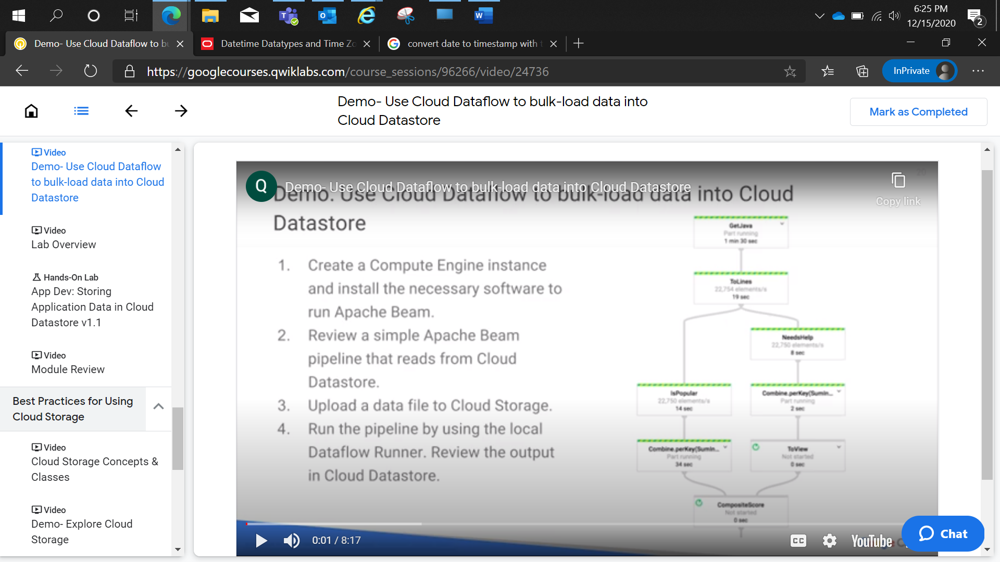 6:25 PM
12/15/2020
2
Demo- Use Cloud Dataflow to b
Datetime Datatypes and Time Zo
convert date to timestamp with t
https://googlecourses.qwiklabs.com/course_sessions/96266/video/24736
InPrivate
Demo- Use Cloud Dataflow to bulk-load data into
Cloud Datastore
Mark as Completed
Video
Demo- Use Cloud Dataflow
to bulk-load data into Cloud
Datastore
Video
Lab Overview
Hands-On Lab
App Dev: Storing
Application Data in Cloud
Datastore v1.1
Video
Module Review
Best Practices for Using
Cloud Storage
Video
Cloud Storage Concepts &
Classes
Video
Demo- Explore Cloud
Storage
Q
Demo- Use Cloud Dataflow to bulk-load data into Cloud Datastore
Copy link
Demo: Use Cloud Dataflow to bulk-load data into Cloud
Datastore
1. Create a Compute Engine instance
and install the necessary software to
run Apache Beam.
2. Review a simple Apache Beam
pipeline that reads from Cloud
Datastore.
3. Upload a data file to Cloud Storage.
4. Run the pipeline by using the local
Dataflow Runner. Review the output
in Cloud Datastore.
GetJava
Part running
1 min 30 sec
ToLines
22,754 elements/s
19 sec
NeedsHelp
22,750 elements/s
8 sec
IsPopular
22,750 elements/s
14 sec
Combine.perKey(SumIn...
Part running
2 sec
Combine.perKey(SumIn...
Part running
34 sec
ToView
Not started
0 sec
CompositeScore
Not started
0 sec
0:01 / 8:17
CC
YouTube
Chat